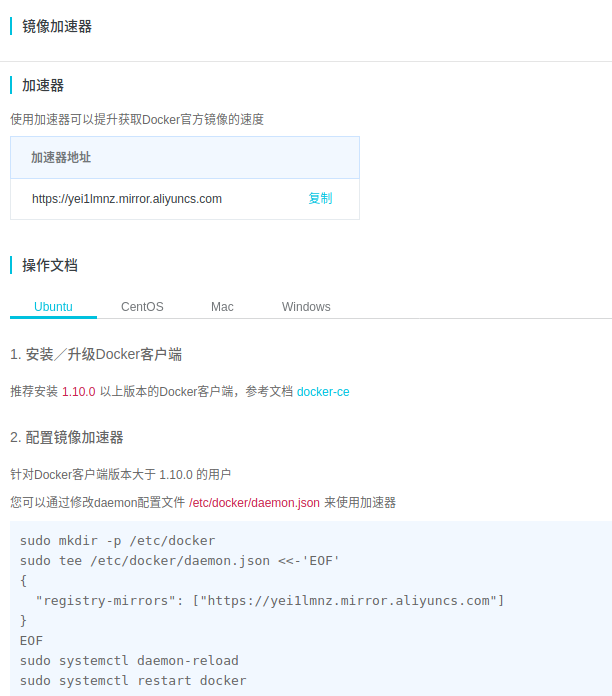 镜像加速器
加速器
使用加速器可以提升获取Docker官方镜像的速度
加速器地址
https://yei1lmnz.mirror.aliyuncs.com 复制
操作文档
Ubuntu CentOS Mac Windows
1. 安装／升级Docker客户端
推荐安装 1.10.0 以上版本的Docker客户端，参考文档 docker-ce
2. 配置镜像加速器
针对Docker客户端版本大于 1.10.0 的用户
您可以通过修改daemon配置文件 /etc/docker/daemon.json 来使用加速器
sudo mkdir -p /etc/docker
sudo tee /etc/docker/daemon.json <<-'EOF'
{
  "registry-mirrors": ["https://yei1lmnz.mirror.aliyuncs.com"]
}
EOF
sudo systemctl daemon-reload
sudo systemctl restart docker